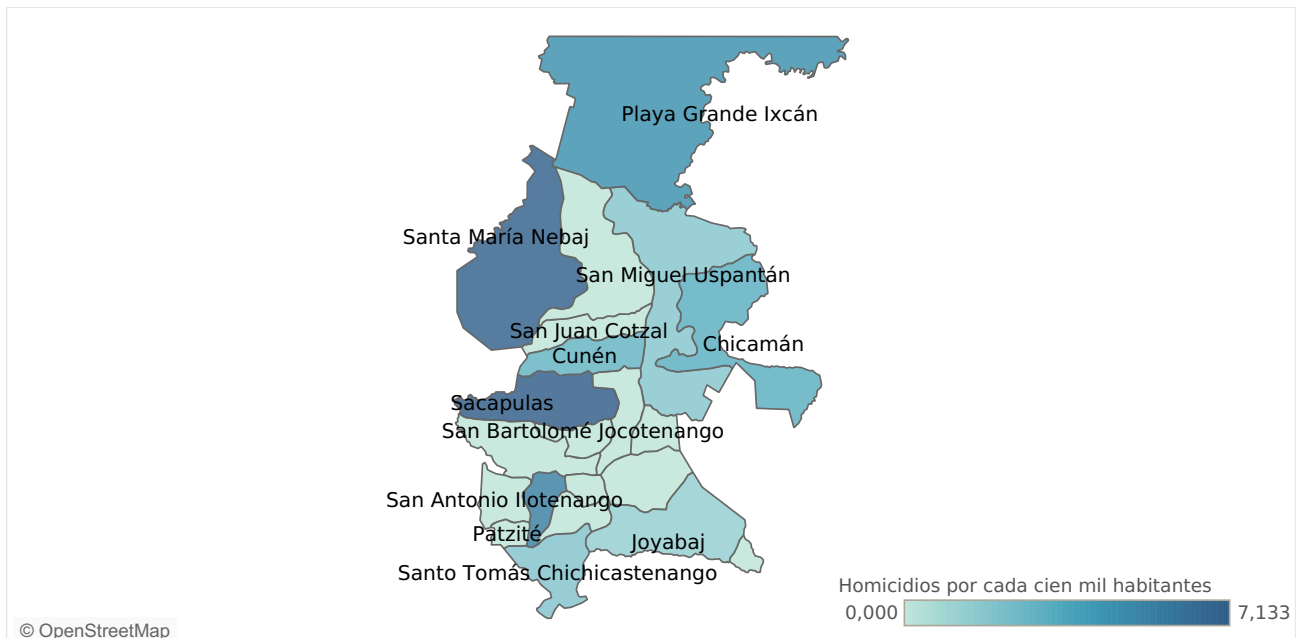 Playa Grande Ixcán
Santa María Nebaj
San Miguel Uspantán
San Juan Cotzal
Chicamán
Cunén
Sacapulas
San Bartolomé Jocotenango
San Antonio Ilotenango
Patzité
Joyabaj
Santo Tomás Chichicastenango
Homicidios por cada cien mil habitantes
0,000 7,133
© OpenStreetMap